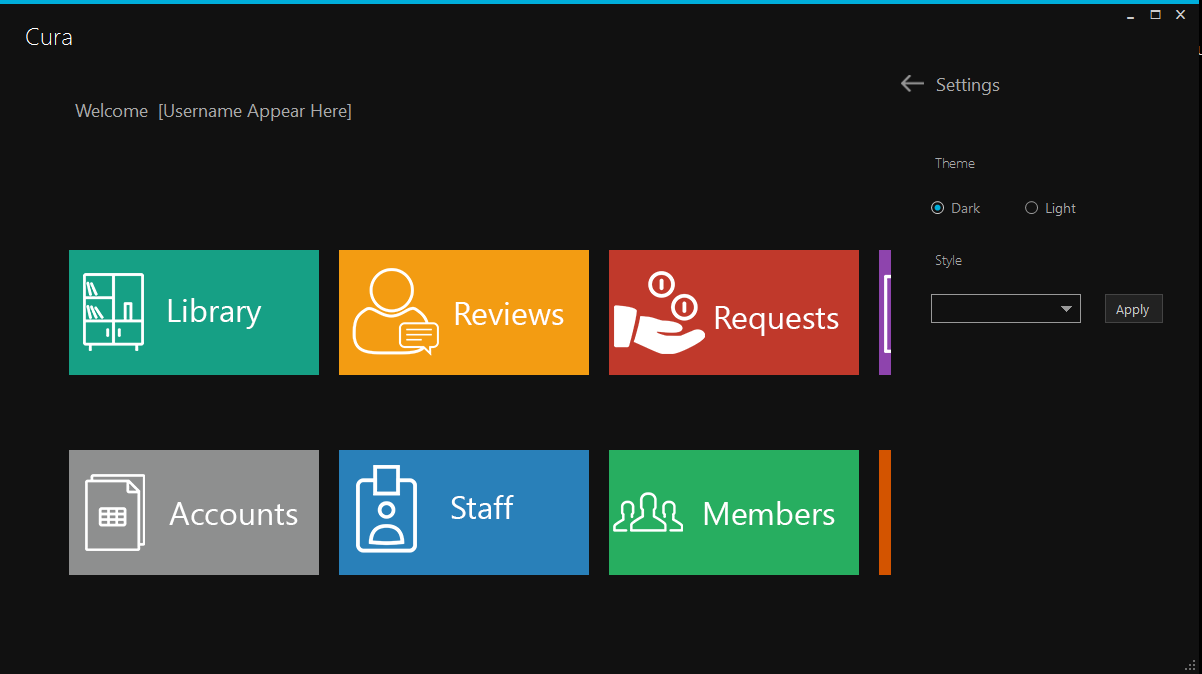 Cura
Welcome [Username Appear Here]
Settings
Theme
Dark
Light
Style
Apply
Library
Reviews
Requests
Accounts
Staff
Members